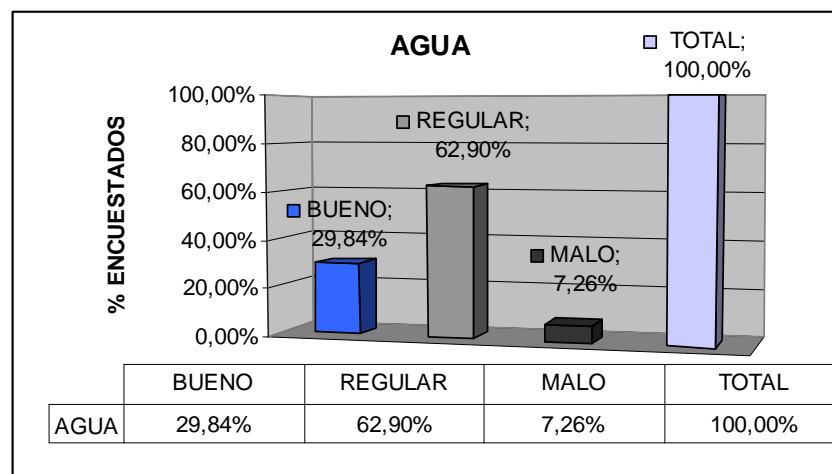 AGUA
TOTAL;
100,00%
% ENCUESTADOS
100,00%
80,00%
60,00%
40,00%
20,00%
0,00%
REGULAR;
62,90%
BUENO;
29,84%
MALO;
7,26%
BUENO REGULAR MALO TOTAL
AGUA 29,84% 62,90% 7,26% 100,00%